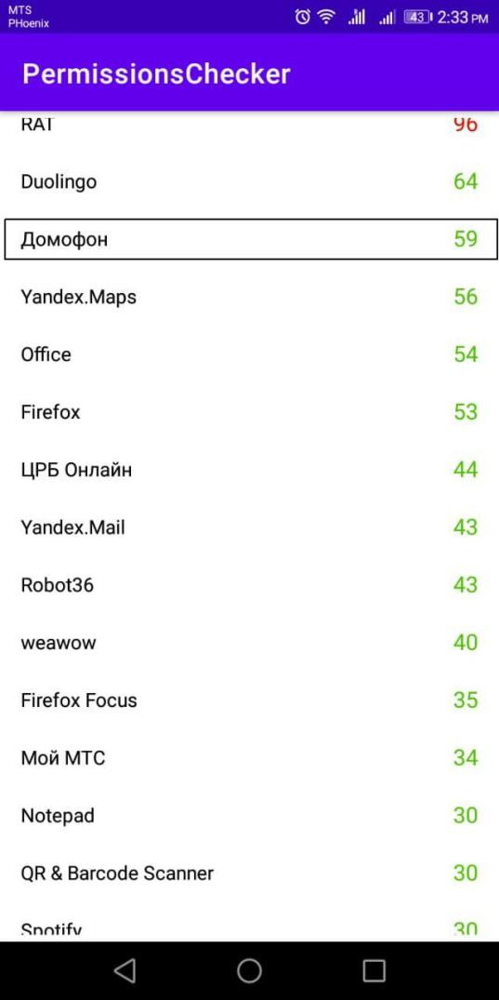 MTS
PHoenix
43 2:33 PM
PermissionsChecker
RAT 96
Duolingo 64
Домофон 59
Yandex.Maps 56
Office 54
Firefox 53
ЦРБ Онлайн 44
Yandex.Mail 43
Robot36 43
weawow 40
Firefox Focus 35
Мой МТС 34
Notepad 30
QR & Barcode Scanner 30
Spotify 30